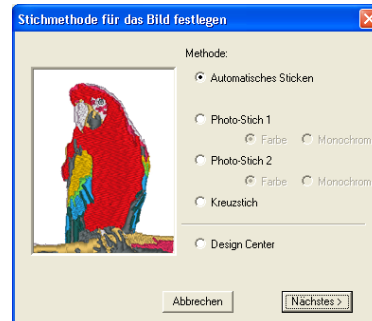 Stichmethode für das Bild festlegen
Methode:
Automatisches Sticken
Photo-Stich 1
Farbe Monochrom
Photo-Stich 2
Farbe Monochrom
Kreuzstich
Design Center
Abbrechen Nächstes >